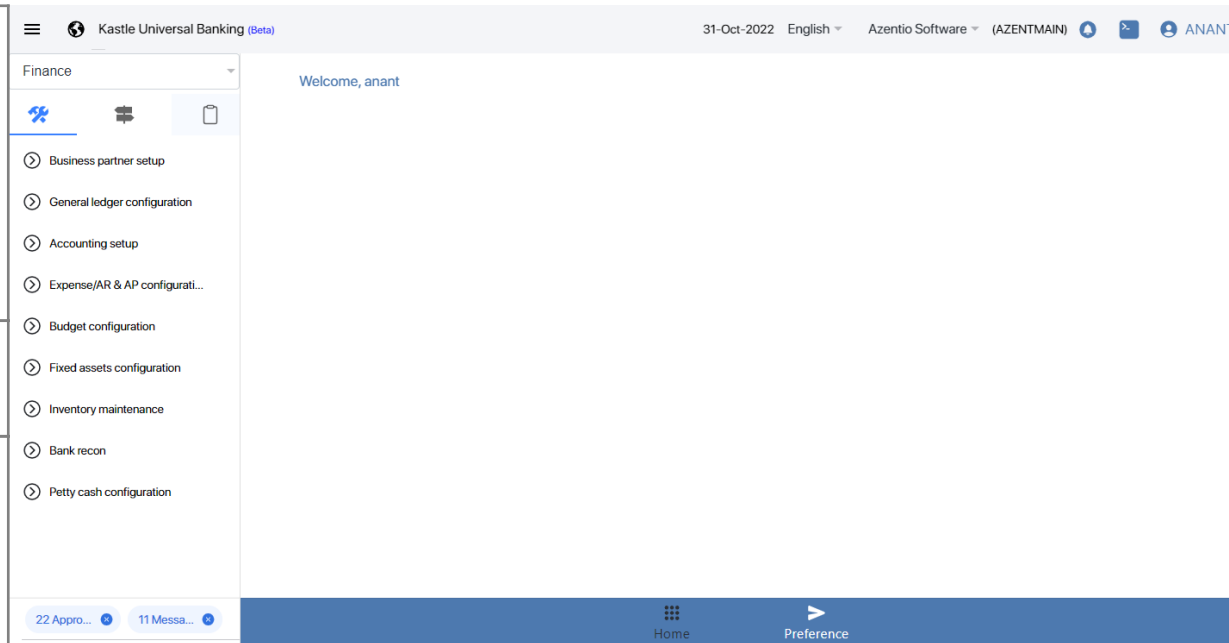 Kastle Universal Banking (Beta)
31-Oct-2022 English Azentio Software (AZENTMAIN) ANANT
Finance
Welcome, anant
Business partner setup
General ledger configuration
Accounting setup
Expense/AR & AP configurati...
Budget configuration
Fixed assets configuration
Inventory maintenance
Bank recon
Petty cash configuration
22 Appro... 11 Messa...
Home Preference